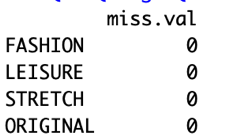 miss.val
FASHION 0
LEISURE 0
STRETCH 0
ORIGINAL 0